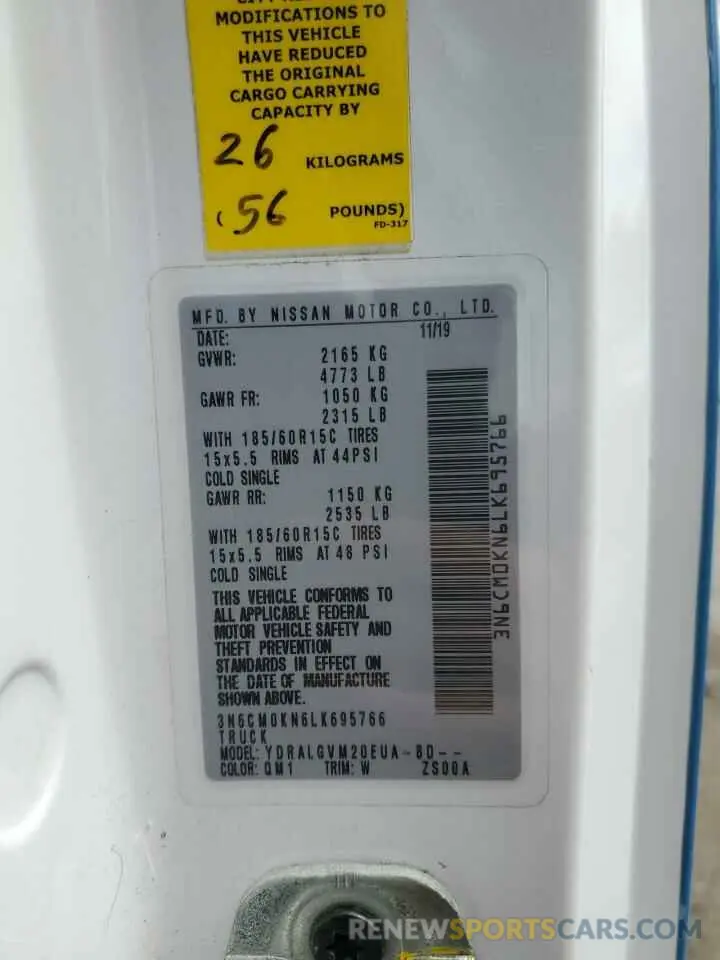 MODIFICATIONS TO
THIS VEHICLE
HAVE REDUCED
THE ORIGINAL
CARGO CARRYING
CAPACITY BY
26 KILOGRAMS
(56 POUNDS)
FD-317
MFD. BY NISSAN MOTOR CO., LTD.
DATE: 11/19
GVWR: 2165 KG
4773 LB
GAWR FR: 1050 KG
2315 LB
WITH 185/60R15C TIRES
15x5.5 RIMS AT 44PSI
COLD SINGLE
GAWR RR: 1150 KG
2535 LB
WITH 185/60R15C TIRES
15x5.5 RIMS AT 48 PSI
COLD SINGLE
THIS VEHICLE CONFORMS TO
ALL APPLICABLE FEDERAL
MOTOR VEHICLE SAFETY AND
THEFT PREVENTION
STANDARDS IN EFFECT ON
THE DATE OF MANUFACTURE
SHOWN ABOVE.
3N6CM0KN6LK695766
TRUCK
MODEL: YDRALGVM20EUA-8D--
COLOR: QM1 TRIM: W ZS00A
3N6CM0KN6LK695766
RENEWSPORTSCARS.COM